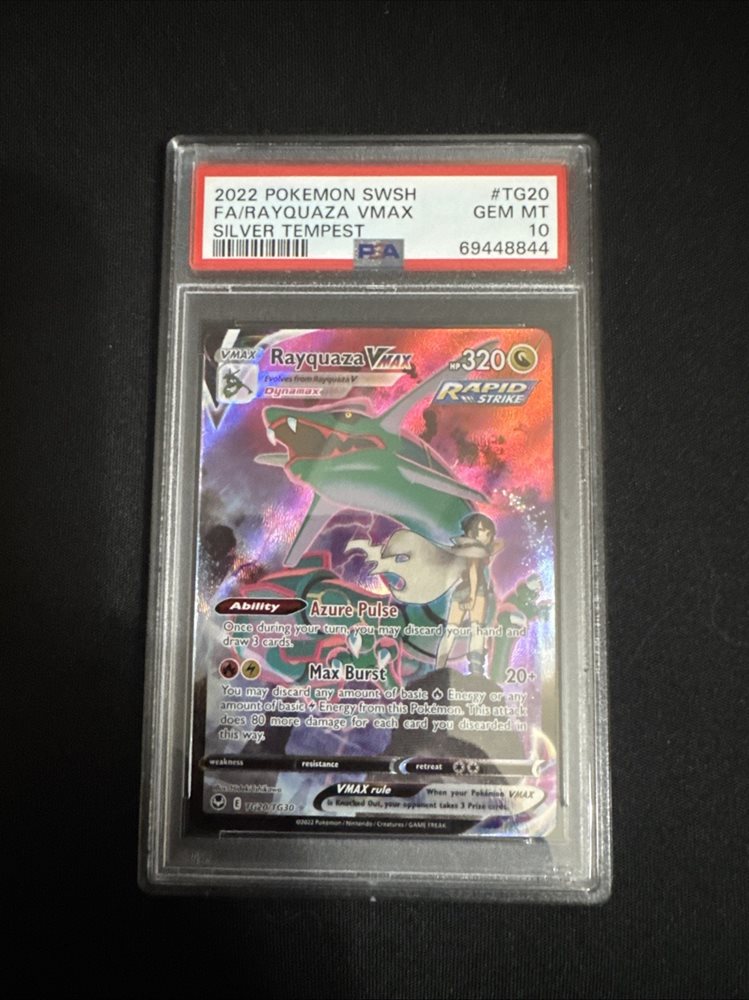 2022 POKEMON SWSH #TG20
FA/RAYQUAZA VMAX GEM MT
SILVER TEMPEST 10
PSA 69448844
VMAX Rayquaza VMAX HP 320
Evolves from Rayquaza V
Dynamax
RAPID
STRIKE
Ability Azure Pulse
Once during your turn, you may discard your hand and
draw 3 cards.
Max Burst 20+
You may discard any amount of basic Energy or any
amount of basic Energy from this Pokémon. This attack
does 80 more damage for each card you discarded in
this way.
weakness resistance retreat
VMAX rule When your Pokémon VMAX
is Knocked Out, your opponent takes 3 Prize cards.
E TG20/TG30
©2022 Pokémon / Nintendo / Creatures / GAME FREAK